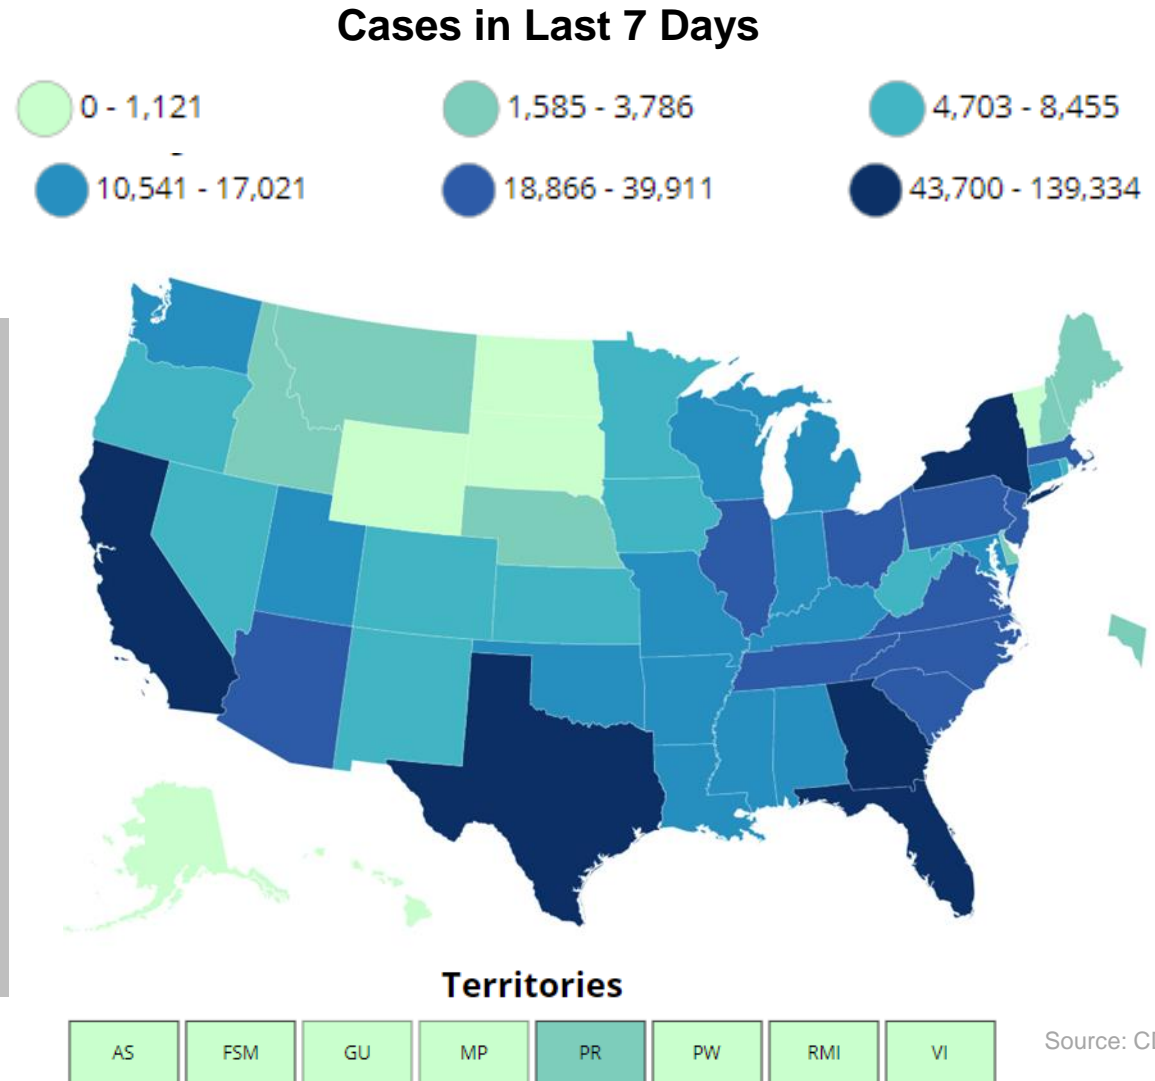 Cases in Last 7 Days
0 - 1,121
1,585 - 3,786
4,703 - 8,455
10,541 - 17,021
18,866 - 39,911
43,700 - 139,334
Territories
AS
FSM
GU
MP
PR
PW
RMI
VI
Source: